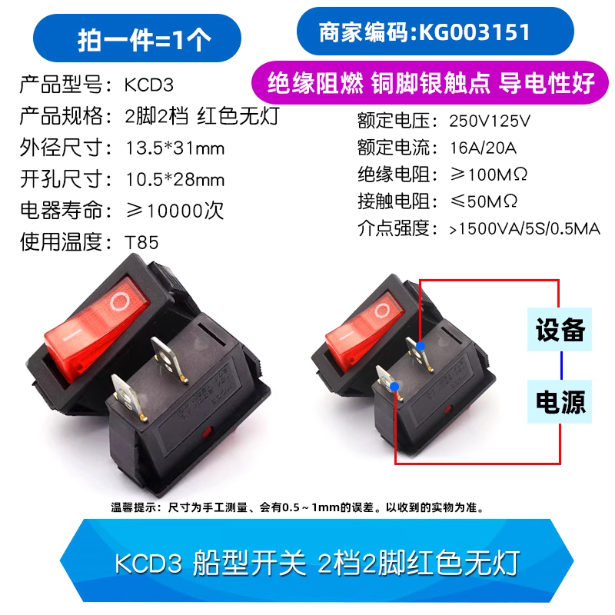 拍一件=1个
商家编码:KG003151
绝缘阻燃 铜脚银触点 导电性好
产品型号: KCD3
产品规格: 2脚2档 红色无灯
外径尺寸: 13.5*31mm
开孔尺寸: 10.5*28mm
电器寿命: ≥10000次
使用温度: T85
额定电压: 250V125V
额定电流: 16A/20A
绝缘电阻: ≥100MΩ
接触电阻: ≤50MΩ
介点强度: >1500VA/5S/0.5MA
设备
电源
温馨提示: 尺寸为手工测量、会有0.5~1mm的误差。以收到的实物为准。
KCD3 船型开关 2档2脚红色无灯